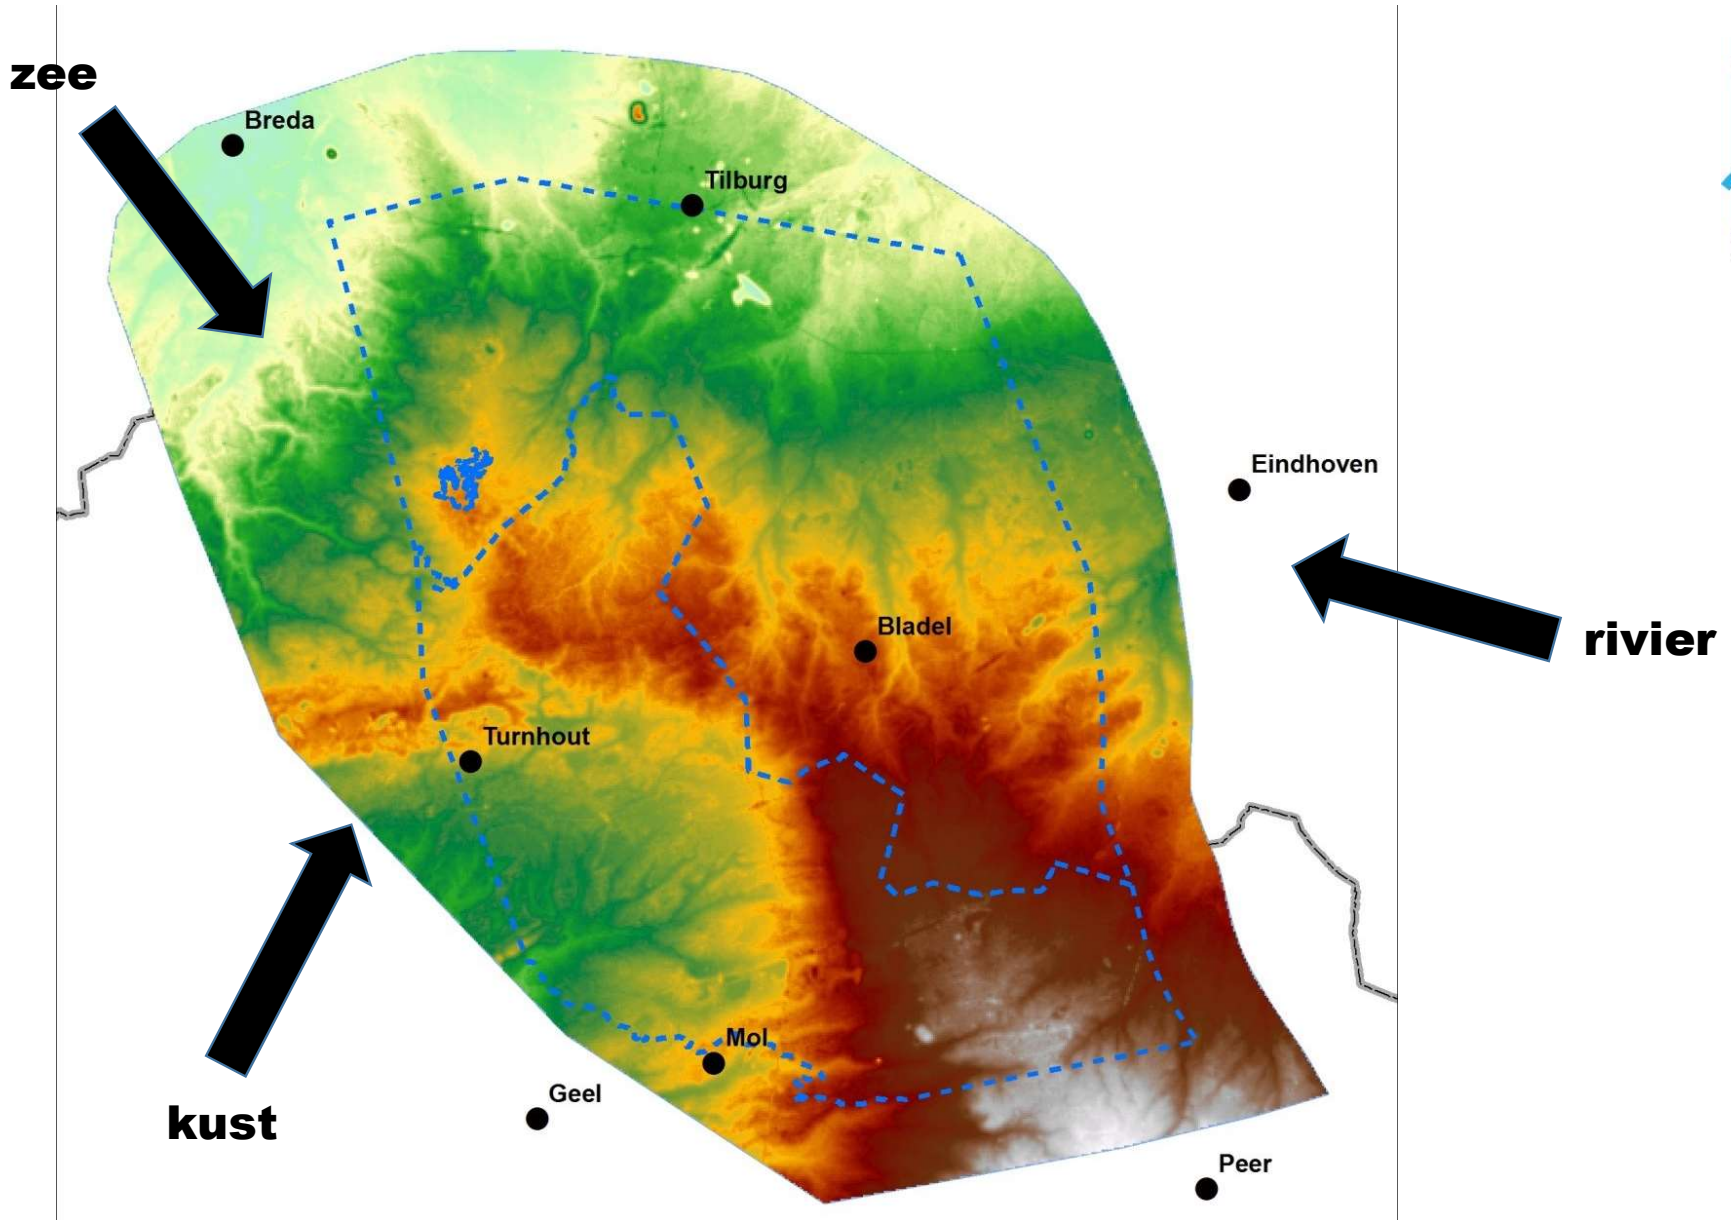 zee
Breda
Tilburg
Eindhoven
Bladel
rivier
Turnhout
Mol
Geel
kust
Peer